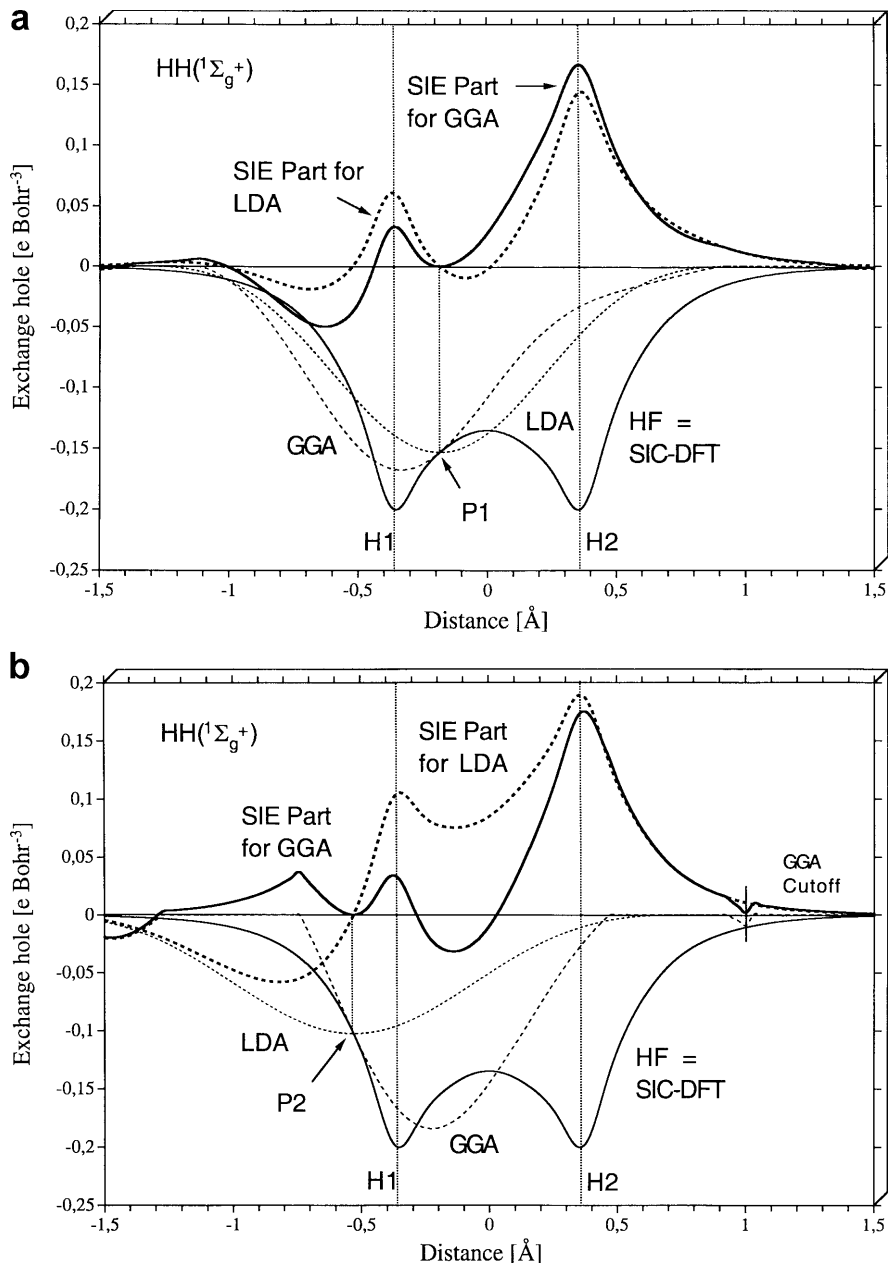 a
0,2
0,15
0,1
0,05
0
-0,05
-0,1
-0,15
-0,2
-0,25
Exchange hole [e Bohr-3]
HH(1Σg+)
SIE Part
for GGA
SIE Part for
LDA
GGA
LDA
HF =
SIC-DFT
P1
H1
H2
-1,5
-1
-0,5
0
0,5
1
1,5
Distance [Å]
b
0,2
0,15
0,1
0,05
0
-0,05
-0,1
-0,15
-0,2
-0,25
Exchange hole [e Bohr-3]
HH(1Σg+)
SIE Part
for LDA
SIE Part
for GGA
GGA
Cutoff
LDA
P2
HF =
SIC-DFT
GGA
H1
H2
-1,5
-1
-0,5
0
0,5
1
1,5
Distance [Å]